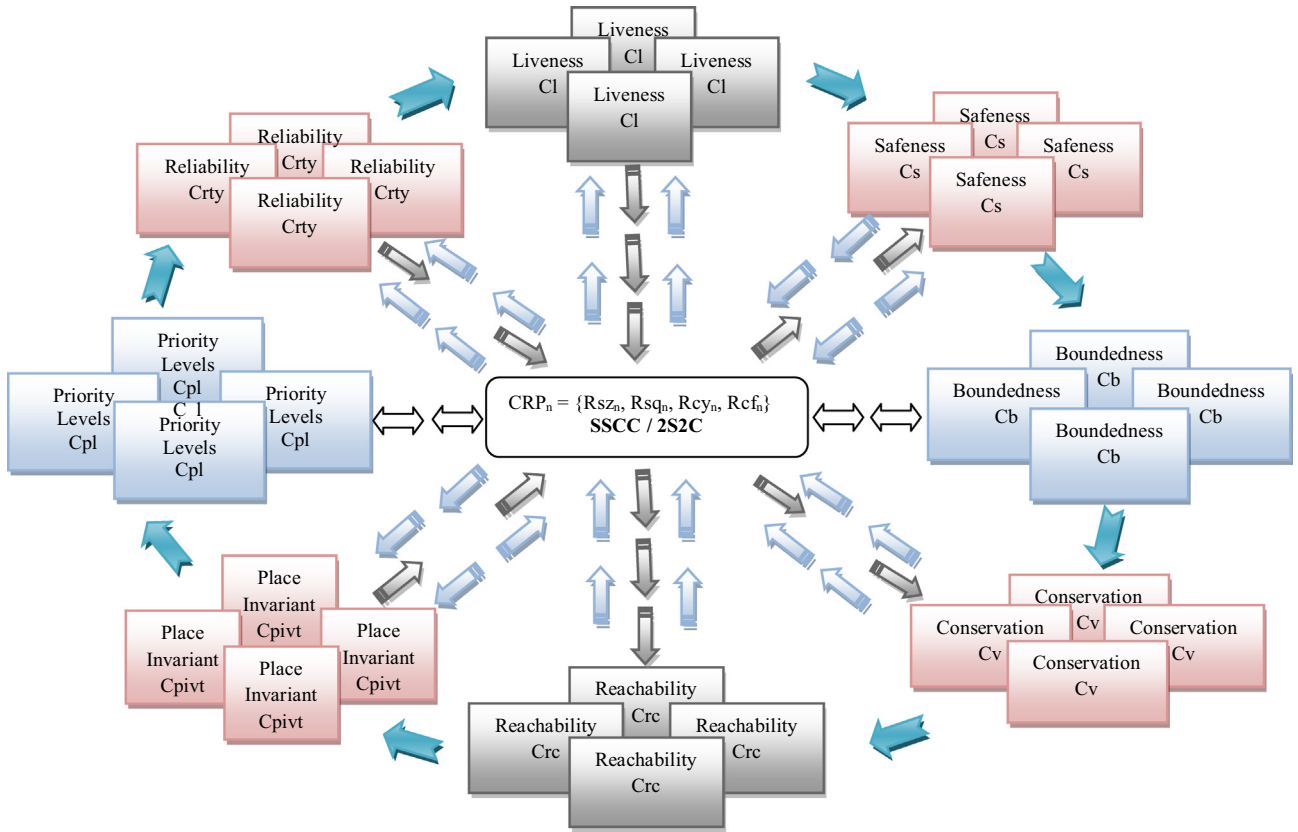 Liveness
Cl
Liveness
Cl
Liveness
Cl
Liveness
Cl
Safeness
Cs
Safeness
Cs
Safeness
Cs
Safeness
Cs
Reliability
Crty
Reliability
Crty
Reliability
Crty
Reliability
Crty
Priority
Levels
Cpl
Priority
Levels
Cpl
Priority
Levels
Cpl
Priority
Levels
Cpl
CRPₙ = {Rszₙ, Rsqₙ, Rcyₙ, Rcfₙ}
SSCC / 2S2C
Boundedness
Cb
Boundedness
Cb
Boundedness
Cb
Boundedness
Cb
Place
Invariant
Cpivt
Place
Invariant
Cpivt
Place
Invariant
Cpivt
Place
Invariant
Cpivt
Conservation
Cv
Conservation
Cv
Conservation
Cv
Conservation
Cv
Reachability
Crc
Reachability
Crc
Reachability
Crc
Reachability
Crc